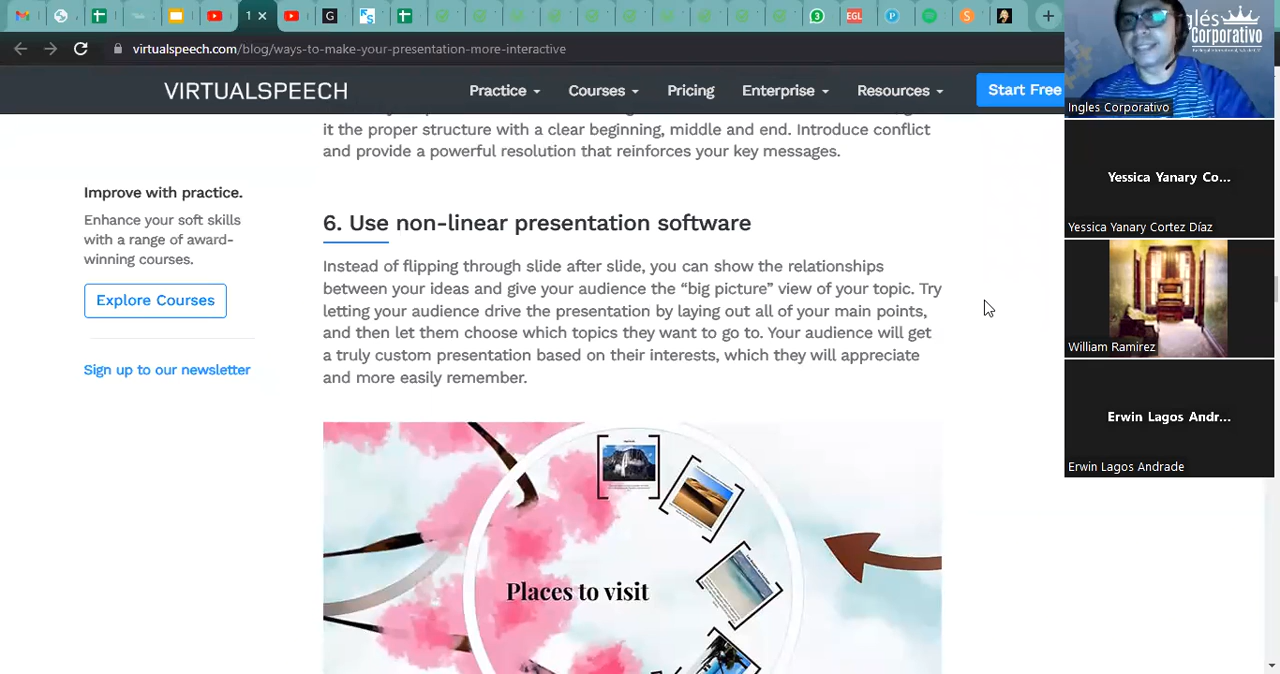 1
3
EGL
P
S
G
virtualspeech.com/blog/ways-to-make-your-presentation-more-interactive
VIRTUALSPEECH
Practice
Courses
Pricing
Enterprise
Resources
Start Free
it the proper structure with a clear beginning, middle and end. Introduce conflict
and provide a powerful resolution that reinforces your key messages.
Improve with practice.
Enhance your soft skills
with a range of award-
winning courses.
Explore Courses
Sign up to our newsletter
6. Use non-linear presentation software
Instead of flipping through slide after slide, you can show the relationships
between your ideas and give your audience the “big picture” view of your topic. Try
letting your audience drive the presentation by laying out all of your main points,
and then let them choose which topics they want to go to. Your audience will get
a truly custom presentation based on their interests, which they will appreciate
and more easily remember.
Places to visit
glés
Corporativo
Ingles Corporativo
Yessica Yanary Co...
Yessica Yanary Cortez Díaz
William Ramirez
Erwin Lagos Andr...
Erwin Lagos Andrade